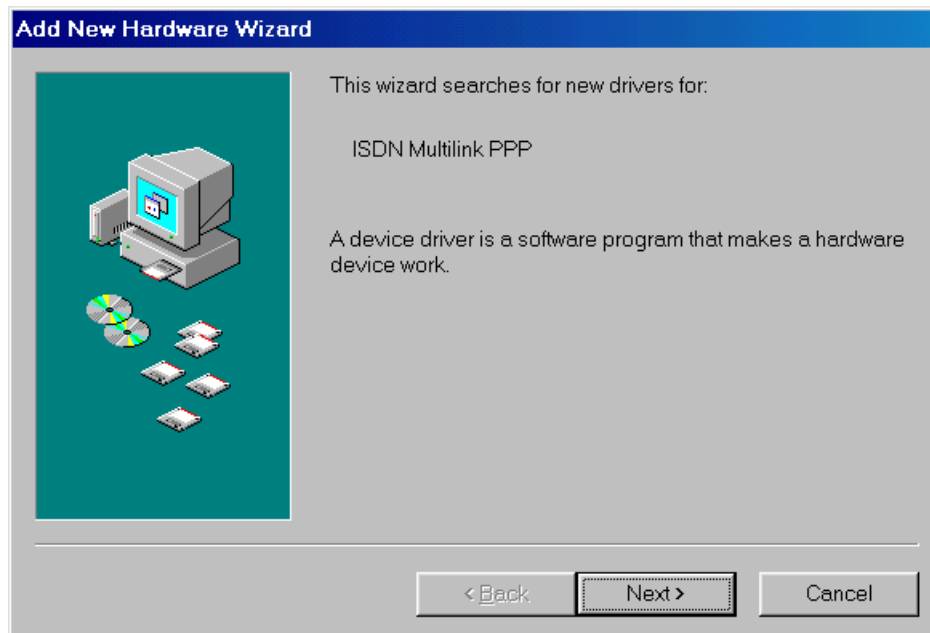 Add New Hardware Wizard
This wizard searches for new drivers for:
ISDN Multilink PPP
A device driver is a software program that makes a hardware
device work.
< Back
Next >
Cancel